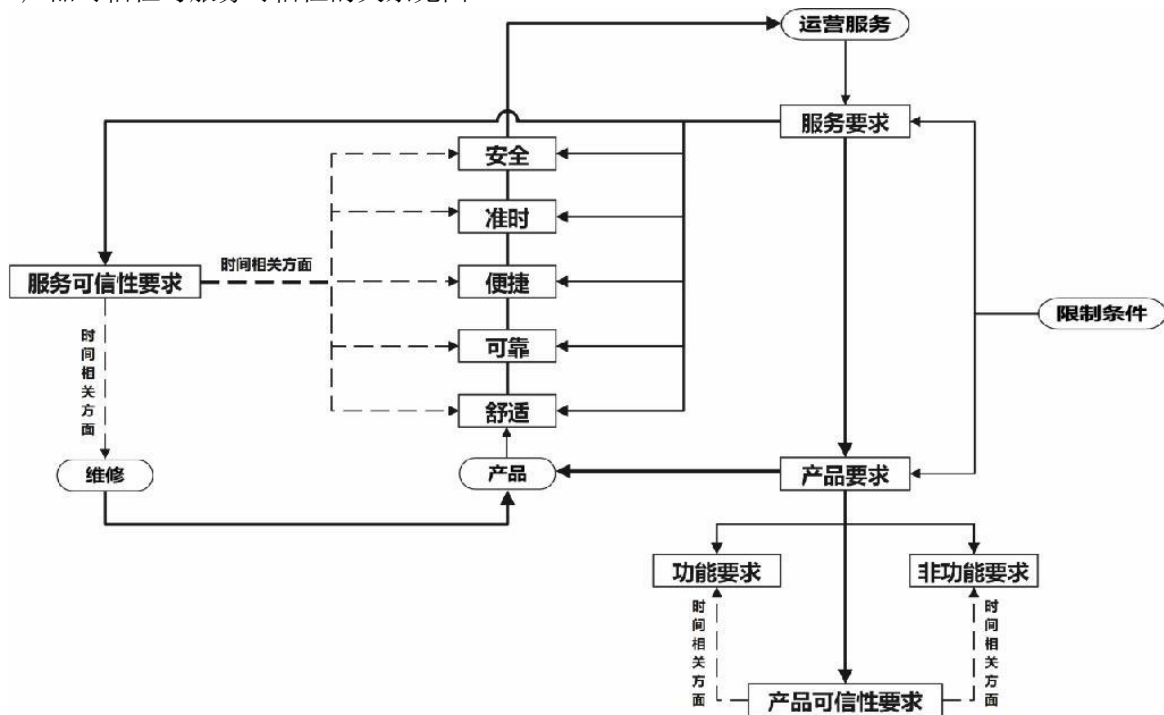 运营服务
服务要求
安全
准时
服务可信性要求
时间相关方面
便捷
限制条件
时间相关方面
可靠
舒适
维修
产品
产品要求
功能要求
非功能要求
时间相关方面
时间相关方面
产品可信性要求